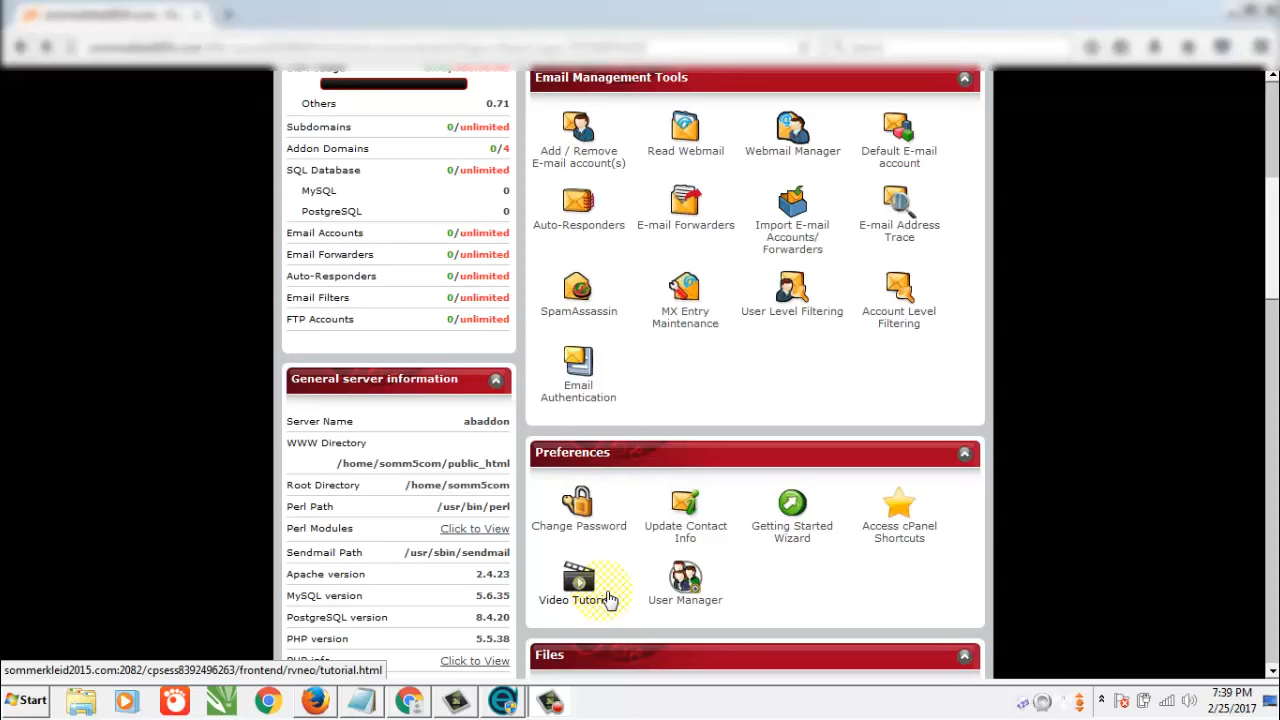 Others 0.71
Subdomains 0/unlimited
Addon Domains 0/4
SQL Database 0/unlimited
MySQL 0
PostgreSQL 0
Email Accounts 0/unlimited
Email Forwarders 0/unlimited
Auto-Responders 0/unlimited
Email Filters 0/unlimited
FTP Accounts 0/unlimited
General server information
Server Name abaddon
WWW Directory
/home/somm5com/public_html
Root Directory /home/somm5com
Perl Path /usr/bin/perl
Perl Modules Click to View
Sendmail Path /usr/sbin/sendmail
Apache version 2.4.23
MySQL version 5.6.35
PostgreSQL version 8.4.20
PHP version 5.5.38
Click to View
Email Management Tools
Add / Remove
E-mail account(s)
Read Webmail
Webmail Manager
Default E-mail
account
Auto-Responders
E-mail Forwarders
Import E-mail
Accounts/
Forwarders
E-mail Address
Trace
SpamAssassin
MX Entry
Maintenance
User Level Filtering
Account Level
Filtering
Email
Authentication
Preferences
Change Password
Update Contact
Info
Getting Started
Wizard
Access cPanel
Shortcuts
Video
User Manager
Files
sommerkleid2015.com:2082/cpsess8392496263/frontend/rvneo/tutorial.html
Start
7:39 PM
2/25/2017